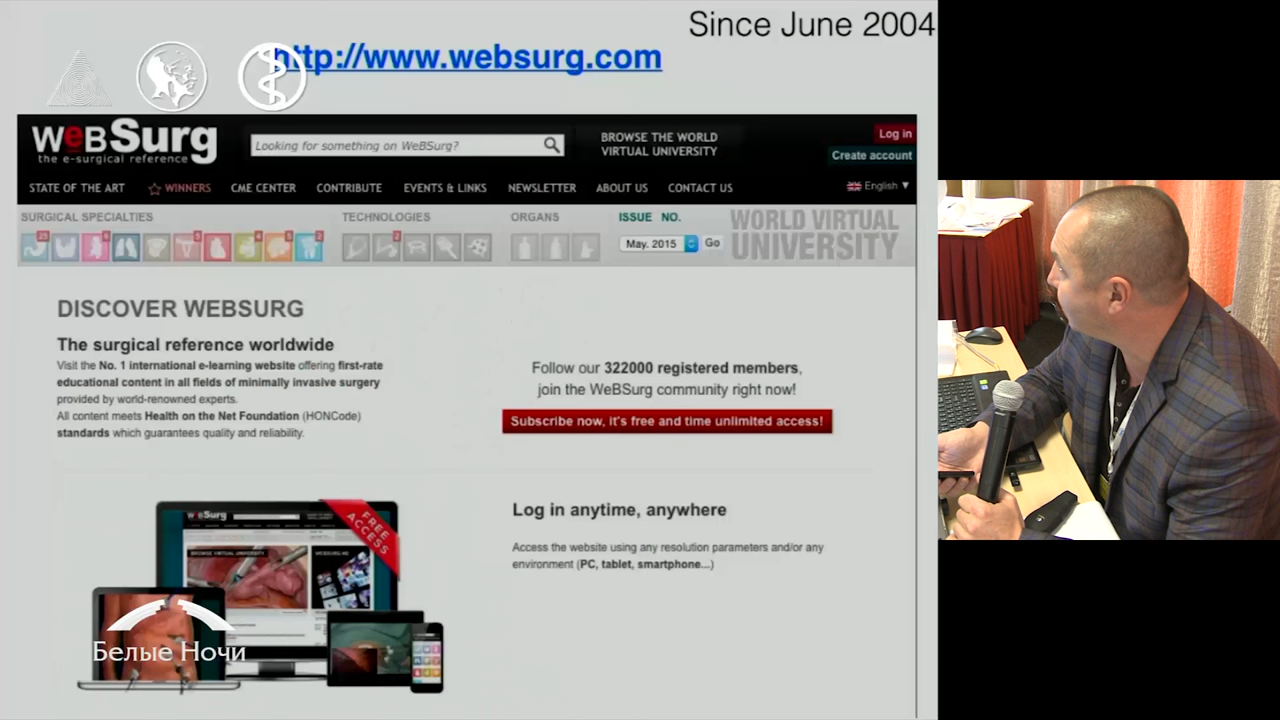 Since June 2004
http://www.websurg.com
WeBSurg
the e-surgical reference
Looking for something on WeBSurg?
BROWSE THE WORLD
VIRTUAL UNIVERSITY
Log in
Create account
STATE OF THE ART
WINNERS
CME CENTER
CONTRIBUTE
EVENTS & LINKS
NEWSLETTER
ABOUT US
CONTACT US
English
SURGICAL SPECIALTIES
TECHNOLOGIES
ORGANS
ISSUE NO.
May. 2015
Go
WORLD VIRTUAL
UNIVERSITY
DISCOVER WEBSURG
The surgical reference worldwide
Visit the No. 1 international e-learning website offering first-rate
educational content in all fields of minimally invasive surgery
provided by world-renowned experts.
All content meets Health on the Net Foundation (HONCode)
standards which guarantees quality and reliability.
Follow our 322000 registered members,
join the WeBSurg community right now!
Subscribe now, it's free and time unlimited access!
FREE
ACCESS
WeBSurg
BROWSE VIRTUAL UNIVERSITY
Log in anytime, anywhere
Access the website using any resolution parameters and/or any
environment (PC, tablet, smartphone...)
Белые Ночи